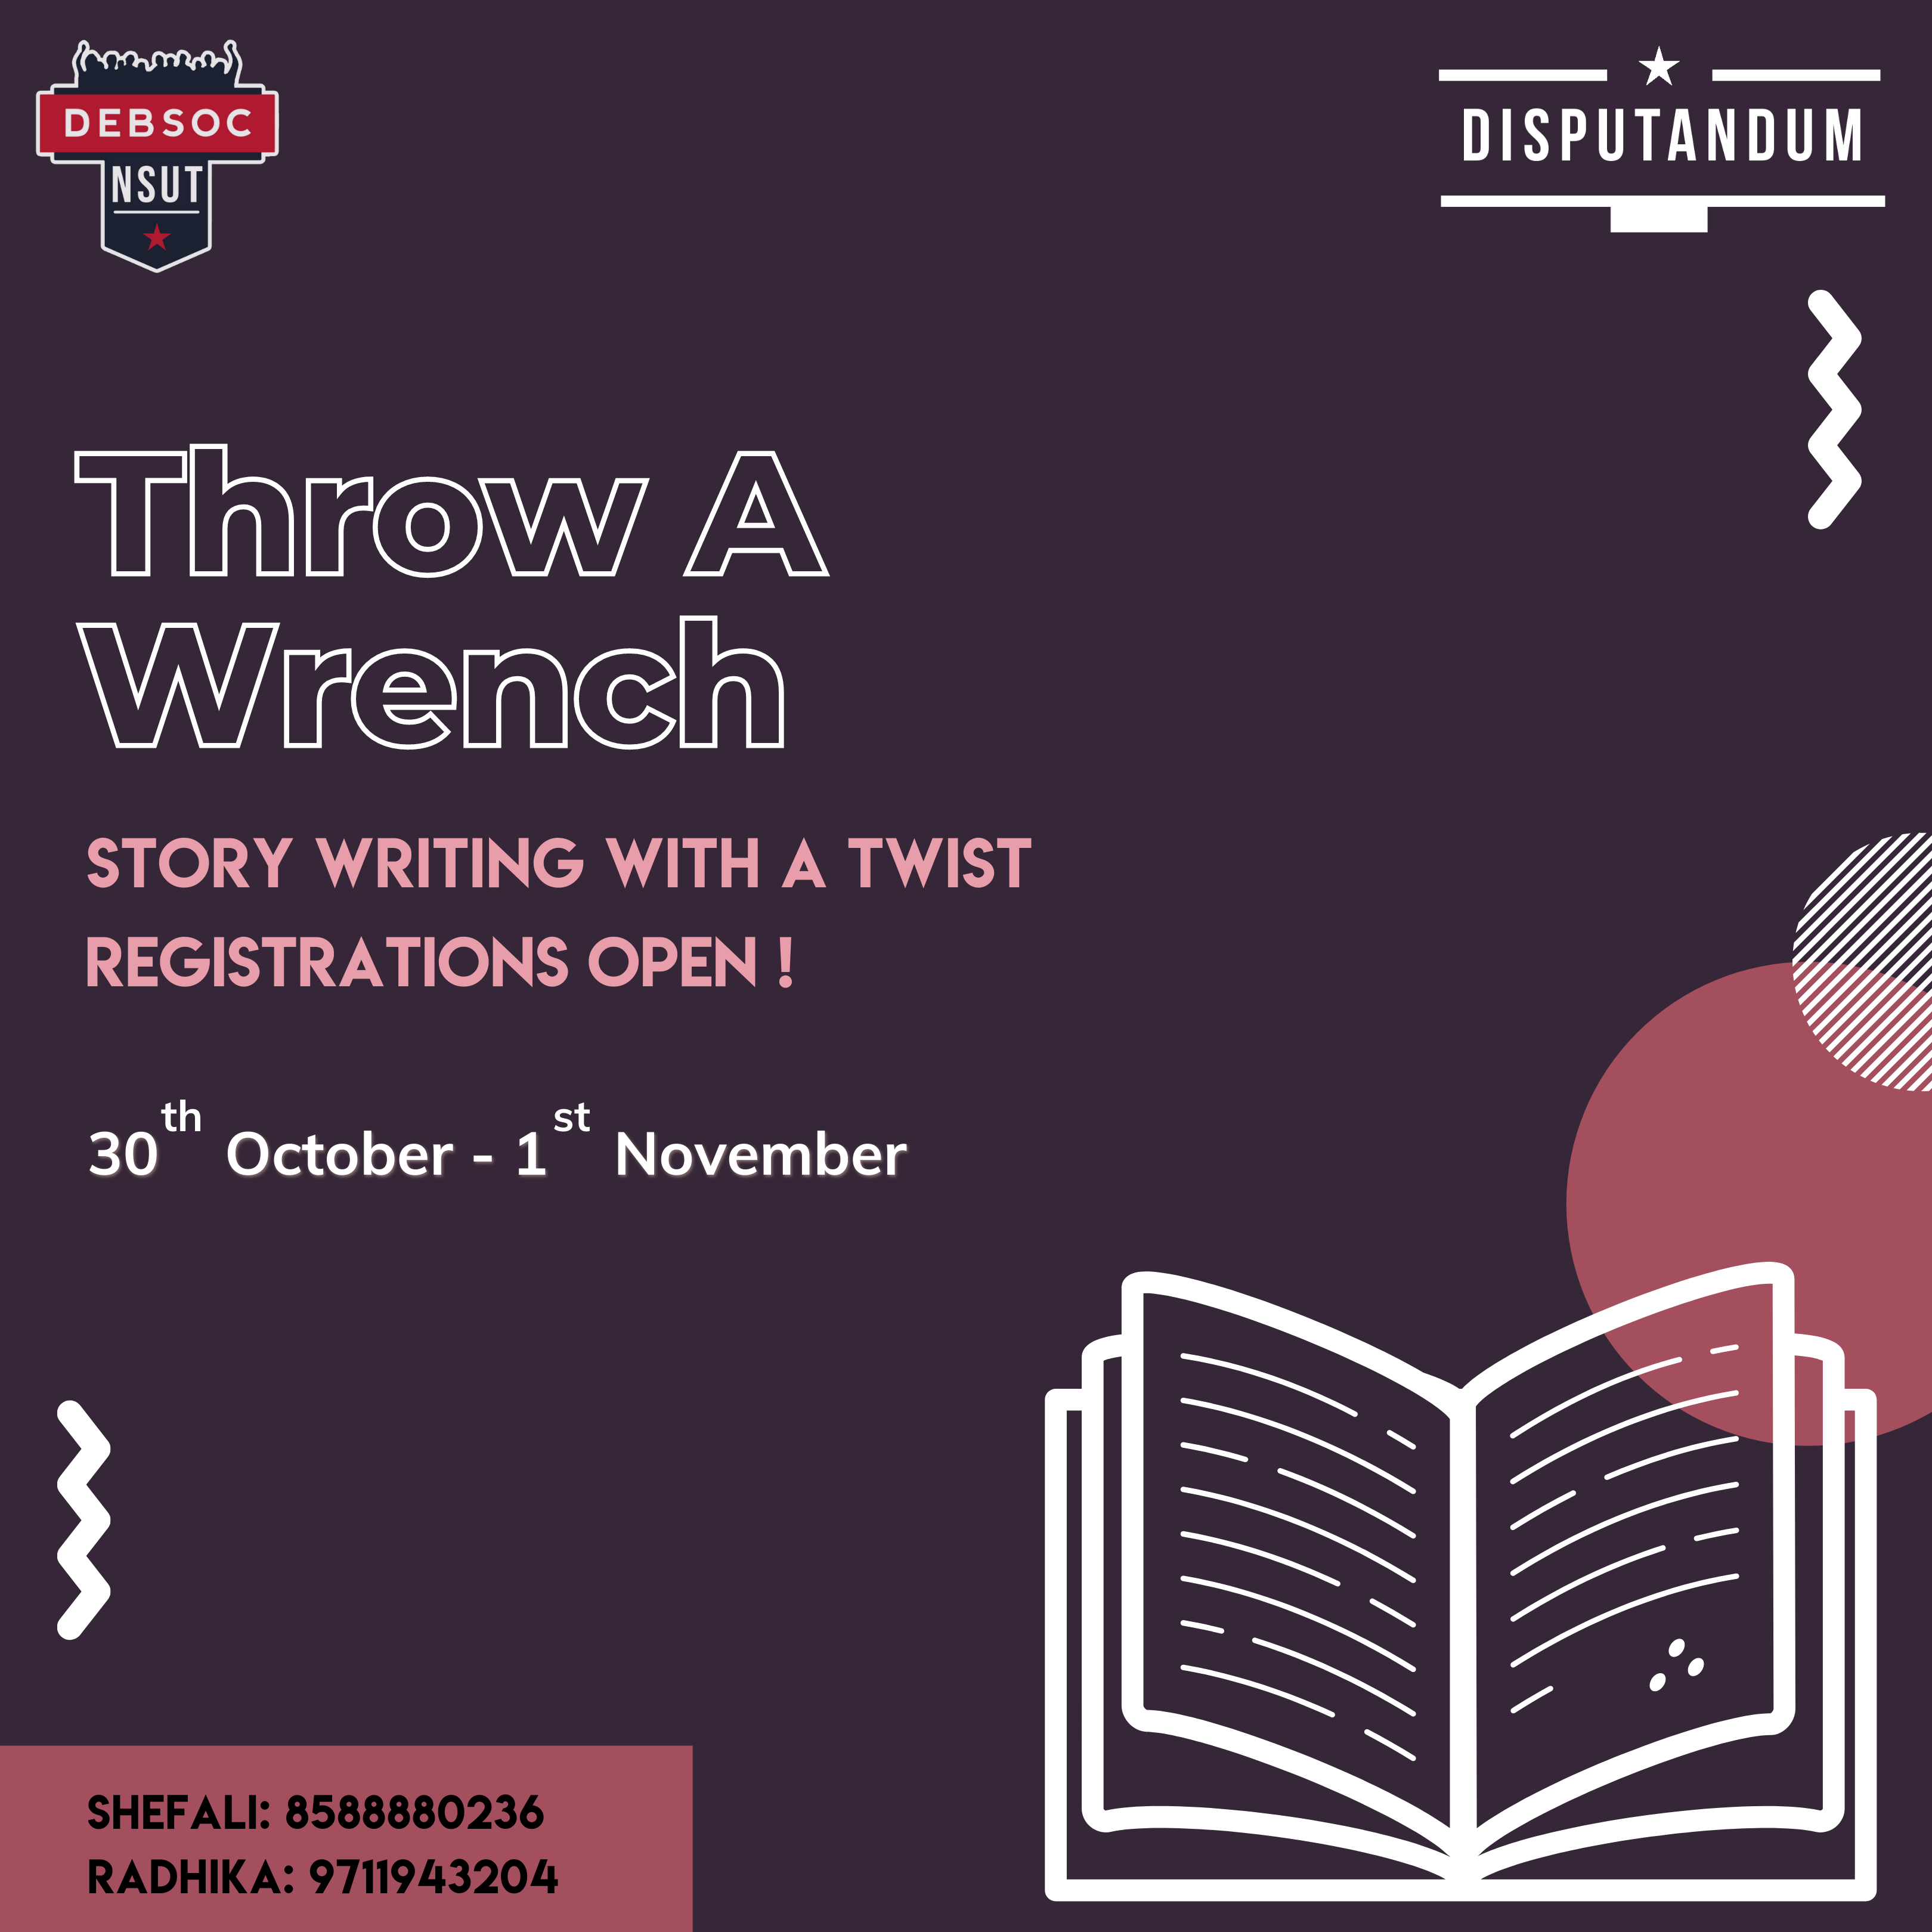 DEBSOC
NSUT
DISPUTANDUM
Throw A
Wrench
STORY WRITING WITH A TWIST
REGISTRATIONS OPEN !
30th October - 1st November
SHEFALI: 8588880236
RADHIKA: 9711943204